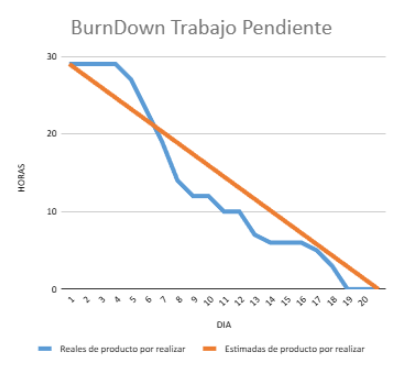 BurnDown Trabajo Pendiente
30
20
10
0
HORAS
1 2 3 4 5 6 7 8 9 10 11 12 13 14 15 16 17 18 19 20
DIA
Reales de producto por realizar
Estimadas de producto por realizar